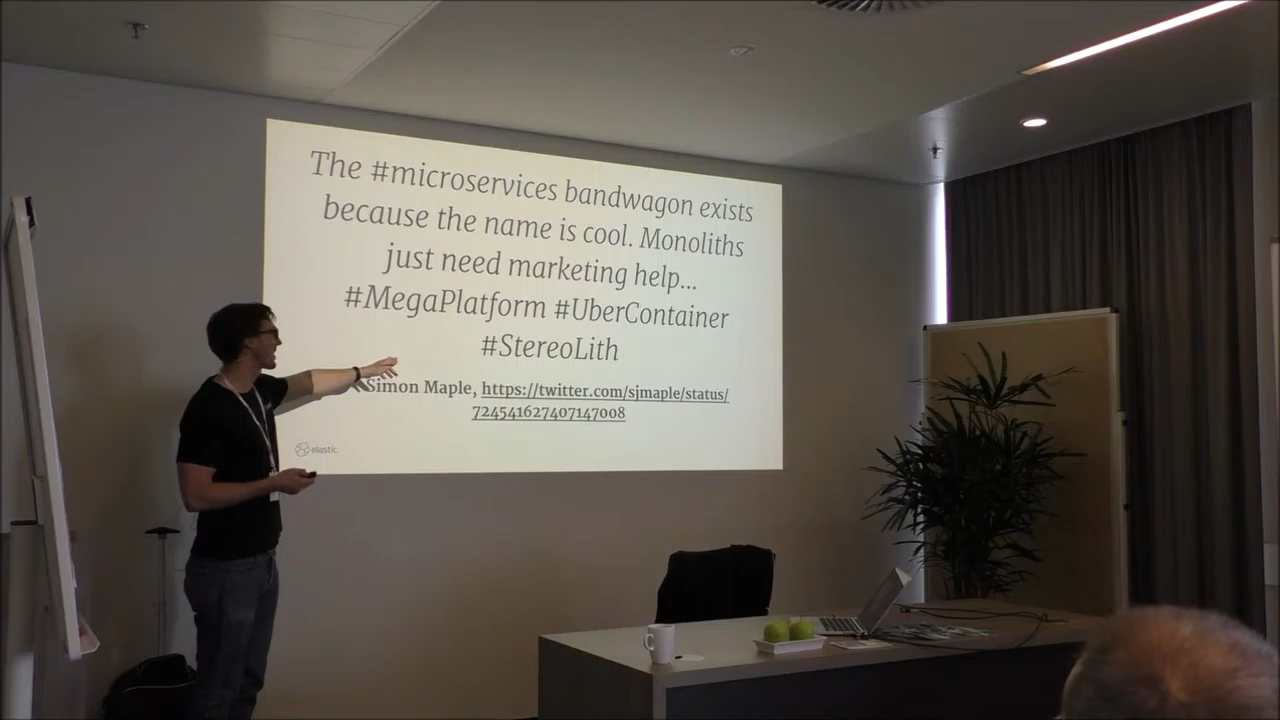 The #microservices bandwagon exists
because the name is cool. Monoliths
just need marketing help...
#MegaPlatform #UberContainer
#StereoLith
Simon Maple, https://twitter.com/sjmaple/status/
724541627407147008
elastic